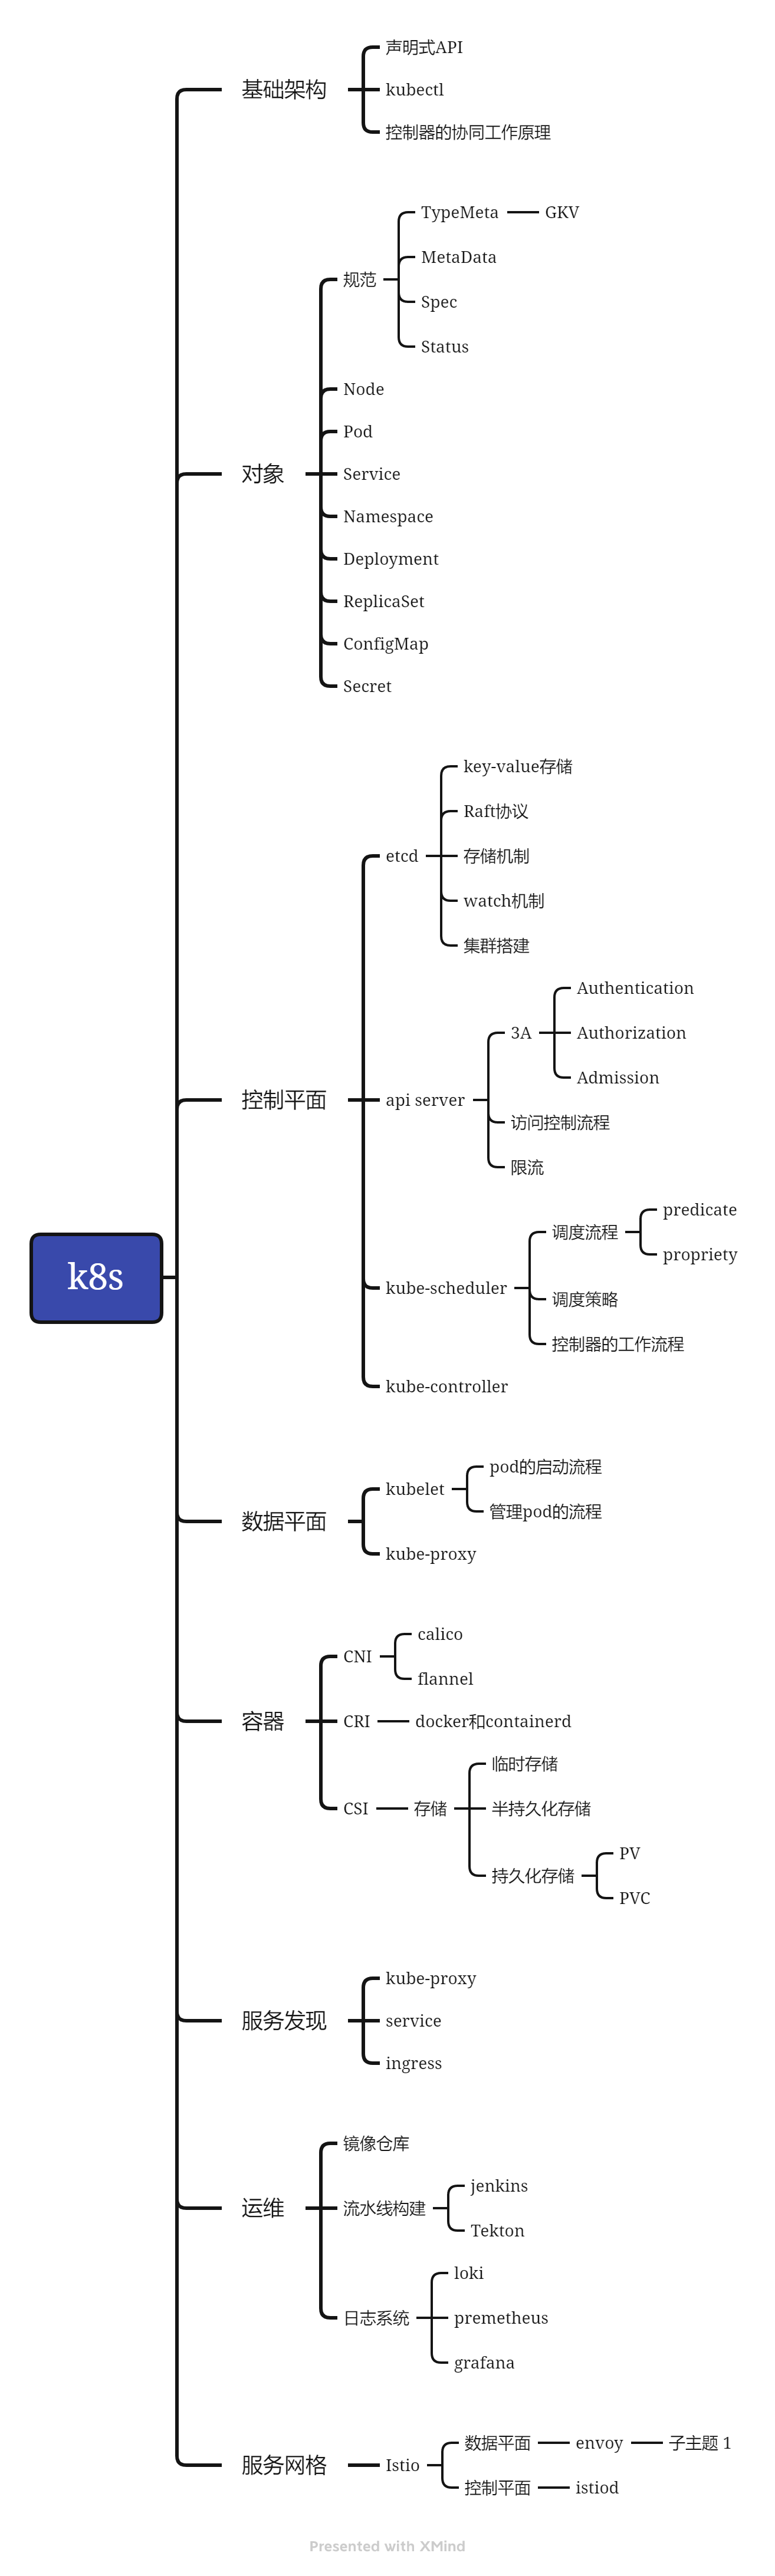 k8s
基础架构
声明式API
kubectl
控制器的协同工作原理
对象
规范
TypeMeta
GKV
MetaData
Spec
Status
Node
Pod
Service
Namespace
Deployment
ReplicaSet
ConfigMap
Secret
控制平面
etcd
key-value存储
Raft协议
存储机制
watch机制
集群搭建
api server
3A
Authentication
Authorization
Admission
访问控制流程
限流
kube-scheduler
调度流程
predicate
propriety
调度策略
控制器的工作流程
kube-controller
数据平面
kubelet
pod的启动流程
管理pod的流程
kube-proxy
容器
CNI
calico
flannel
CRI
docker和containerd
CSI
存储
临时存储
半持久化存储
持久化存储
PV
PVC
服务发现
kube-proxy
service
ingress
运维
镜像仓库
流水线构建
jenkins
Tekton
日志系统
loki
premetheus
grafana
服务网格
Istio
数据平面
envoy
子主题 1
控制平面
istiod
Presented with XMind